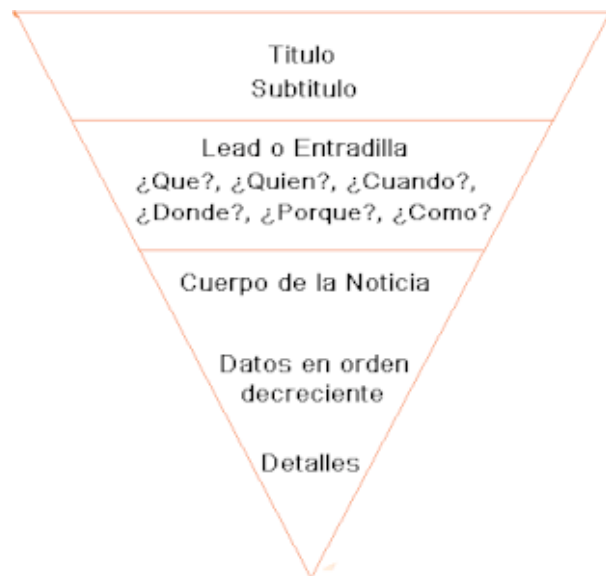 Titulo
Subtitulo
Lead o Entradilla
¿Que?, ¿Quien?, ¿Cuando?,
¿Donde?, ¿Porque?, ¿Como?
Cuerpo de la Noticia
Datos en orden
decreciente
Detalles